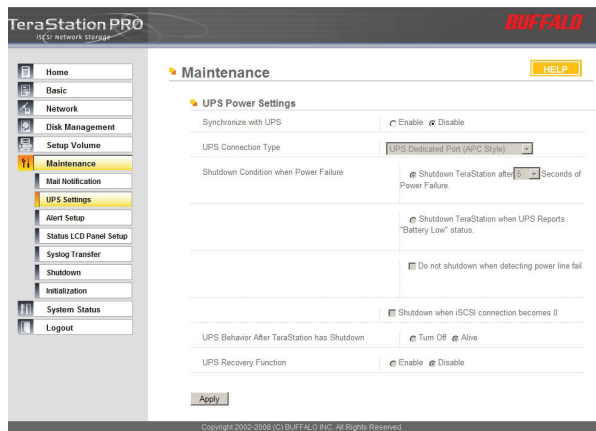 TeraStation PRO
iSCSI Network Storage
BUFFALO
Home
Basic
Network
Disk Management
Setup Volume
Maintenance
Mail Notification
UPS Settings
Alert Setup
Status LCD Panel Setup
Syslog Transfer
Shutdown
Initialization
System Status
Logout
Maintenance
HELP
UPS Power Settings
Synchronize with UPS
Enable Disable
UPS Connection Type
UPS Dedicated Port (APC Style)
Shutdown Condition when Power Failure
Shutdown TeraStation after 5 Seconds of
Power Failure.
Shutdown TeraStation when UPS Reports
"Battery Low" status.
Do not shutdown when detecting power line fail
Shutdown when iSCSI connection becomes 0
UPS Behavior After TeraStation has Shutdown
Turn Off Alive
UPS Recovery Function
Enable Disable
Apply
Copyright 2002-2008 (C) BUFFALO INC. All Rights Reserved.